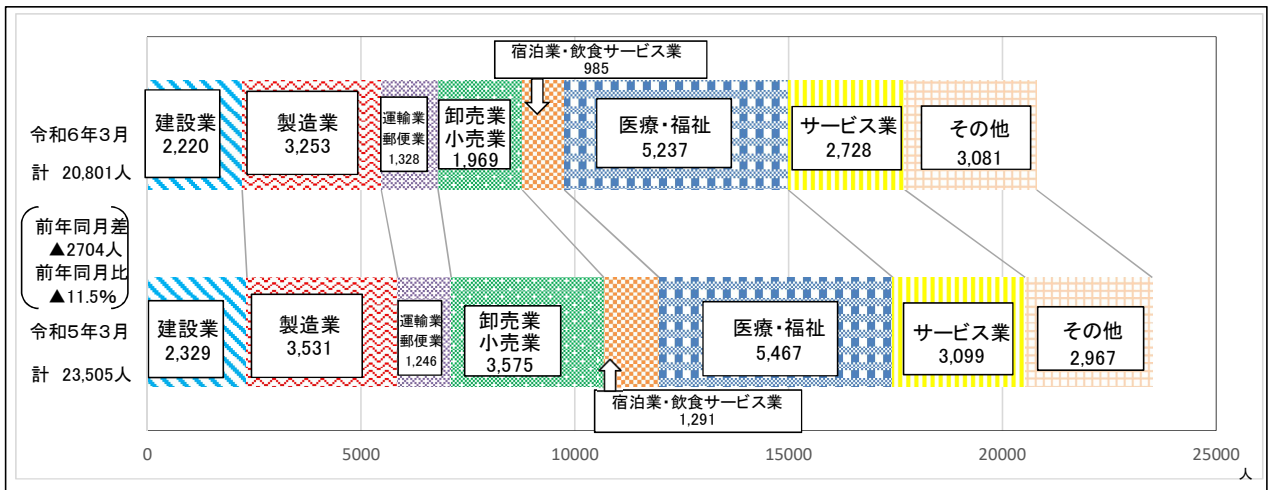 宿泊業・飲食サービス業
985
令和6年3月
計 20,801人
建設業
2,220
製造業
3,253
運輸業
郵便業
1,328
卸売業
小売業
1,969
医療・福祉
5,237
サービス業
2,728
その他
3,081
前年同月差
▲2704人
前年同月比
▲11.5%
令和5年3月
計 23,505人
建設業
2,329
製造業
3,531
運輸業
郵便業
1,246
卸売業
小売業
3,575
医療・福祉
5,467
サービス業
3,099
その他
2,967
宿泊業・飲食サービス業
1,291
0 5000 10000 15000 20000 25000
人